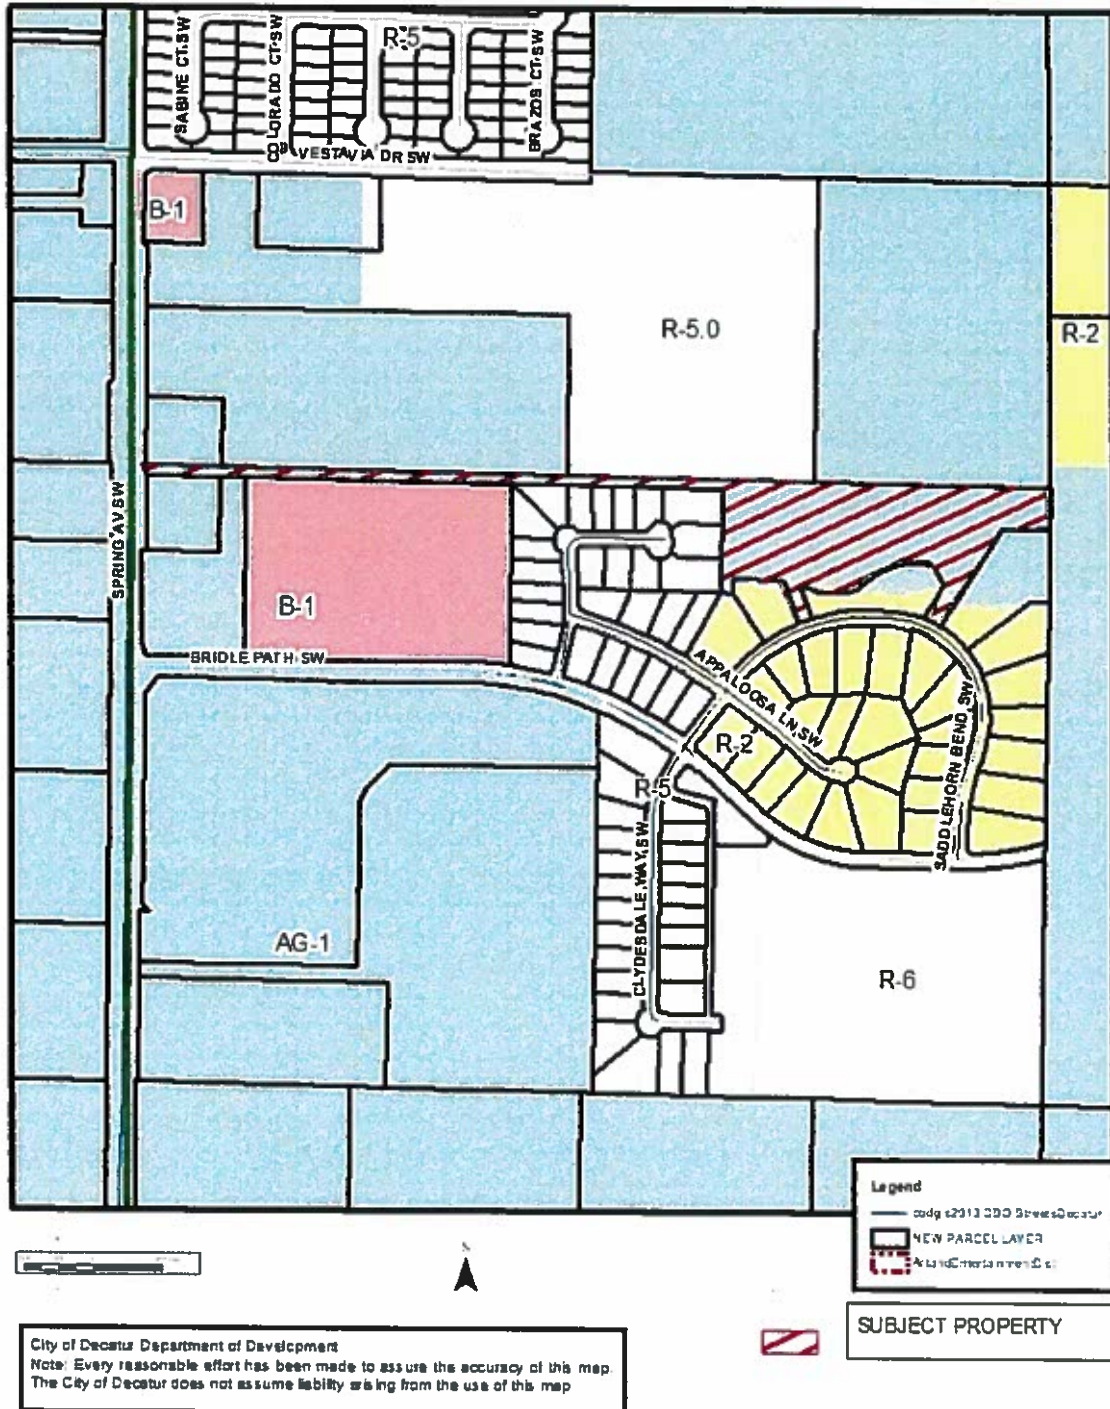 R-5
SABINE CT SW
BRAZOS CT SW
VESTAVIA DR SW
B-1
R-5.0
R-2
SPRING AV SW
B-1
BRIDLE PATH SW
APPALOOSA LN SW
R-2
SADDLEHORN BEND SW
R-5
CLYDESDALE WAY SW
AG-1
R-6
Legend
NEW PARCEL LAYER
SUBJECT PROPERTY
City of Decatur Department of Development
Note: Every reasonable effort has been made to assure the accuracy of this map.
The City of Decatur does not assume liability arising from the use of this map